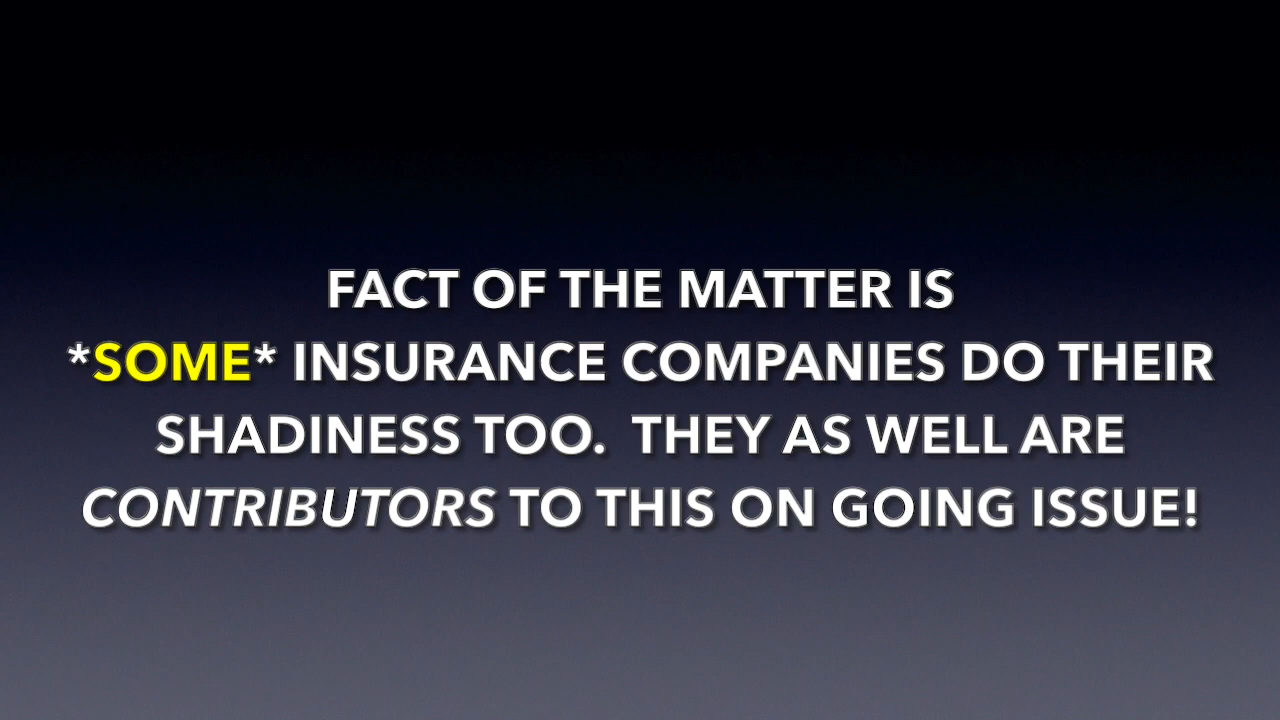 FACT OF THE MATTER IS
*SOME* INSURANCE COMPANIES DO THEIR
SHADINESS TOO.  THEY AS WELL ARE
CONTRIBUTORS TO THIS ON GOING ISSUE!